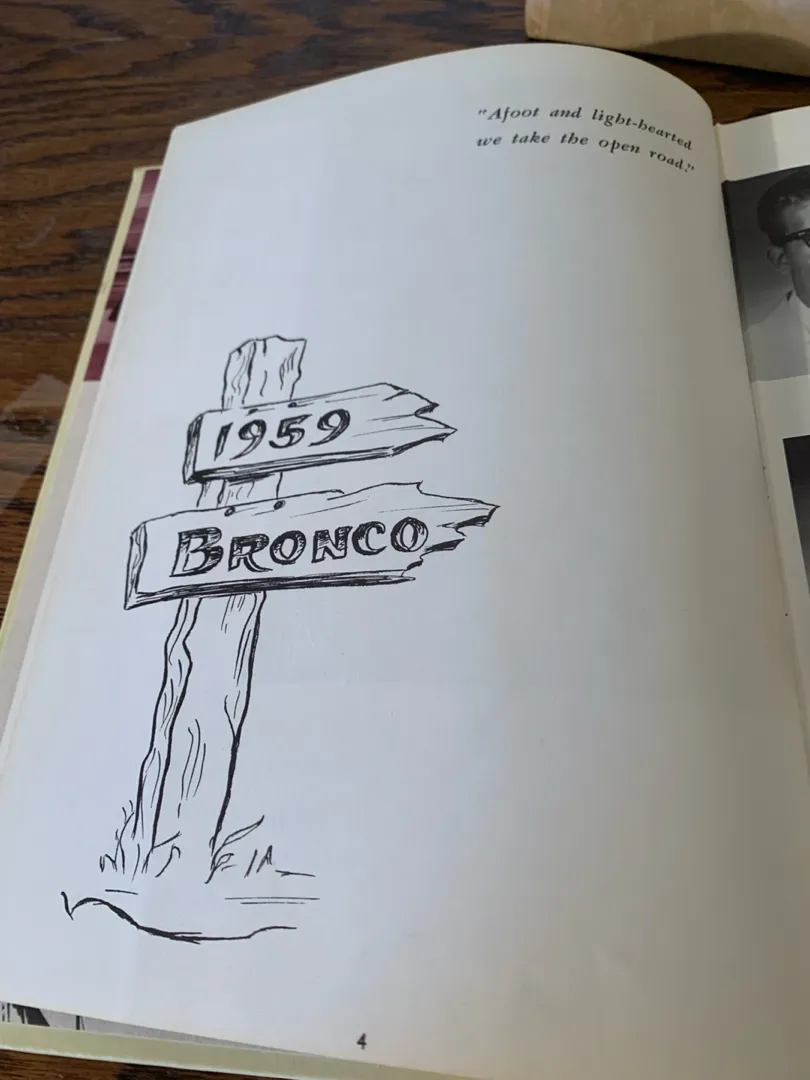 "Afoot and light-hearted
we take the open road."
1959
BRONCO
4